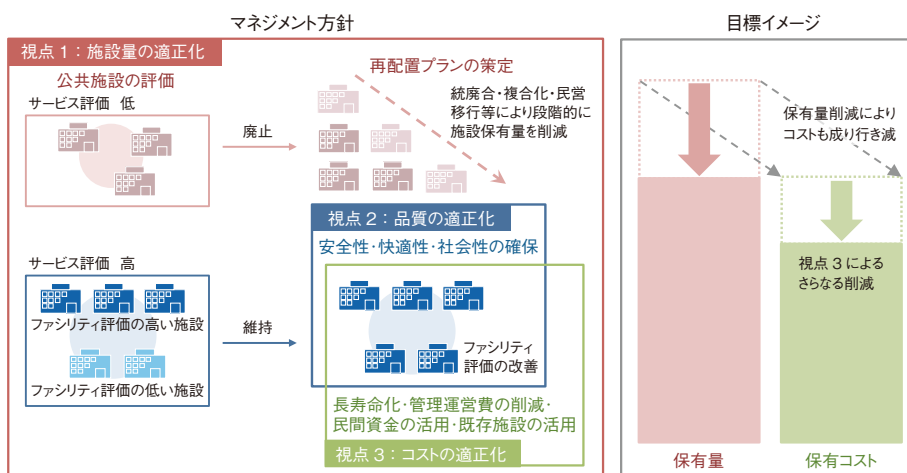 マネジメント方針
視点1：施設量の適正化
公共施設の評価
サービス評価 低
廃止
再配置プランの策定
統廃合・複合化・民営
移行等により段階的に
施設保有量を削減
視点2：品質の適正化
安全性・快適性・社会性の確保
サービス評価 高
ファシリティ評価の高い施設
ファシリティ評価の低い施設
維持
ファシリティ
評価の改善
長寿命化・管理運営費の削減・
民間資金の活用・既存施設の活用
視点3：コストの適正化
目標イメージ
保有量削減により
コストも成り行き減
視点3による
さらなる削減
保有量
保有コスト